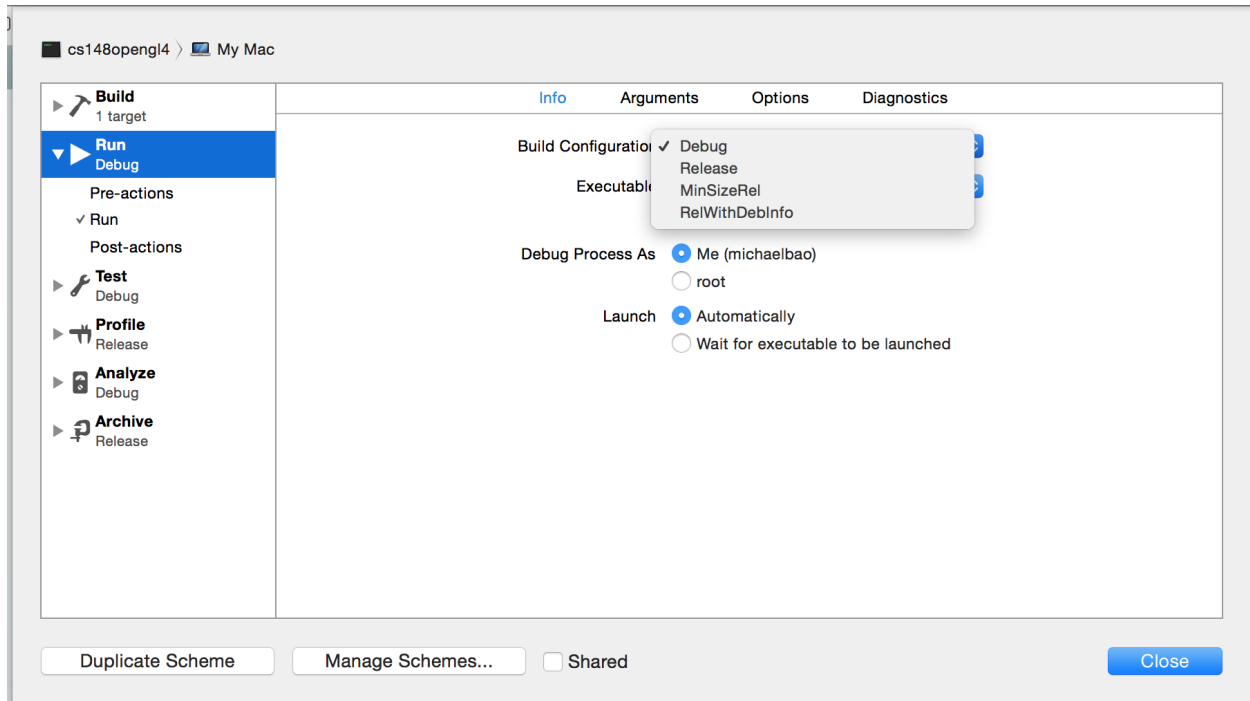 cs148opengl4 My Mac
Build
1 target
Run
Debug
Pre-actions
Run
Post-actions
Test
Debug
Profile
Release
Analyze
Debug
Archive
Release
Info Arguments Options Diagnostics
Build Configuration
Debug
Release
MinSizeRel
RelWithDebInfo
Executable
Debug Process As Me (michaelbao)
root
Launch Automatically
Wait for executable to be launched
Duplicate Scheme Manage Schemes... Shared Close